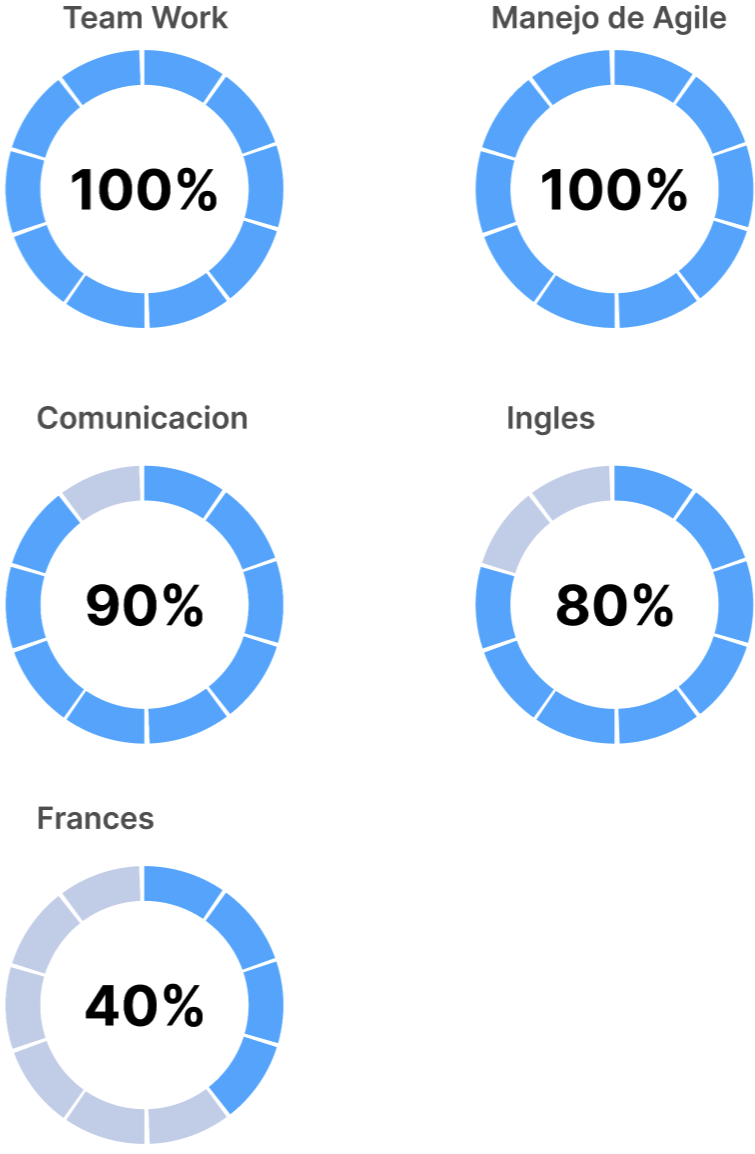 Team Work
Manejo de Agile
100%
100%
Comunicacion
Ingles
90%
80%
Frances
40%